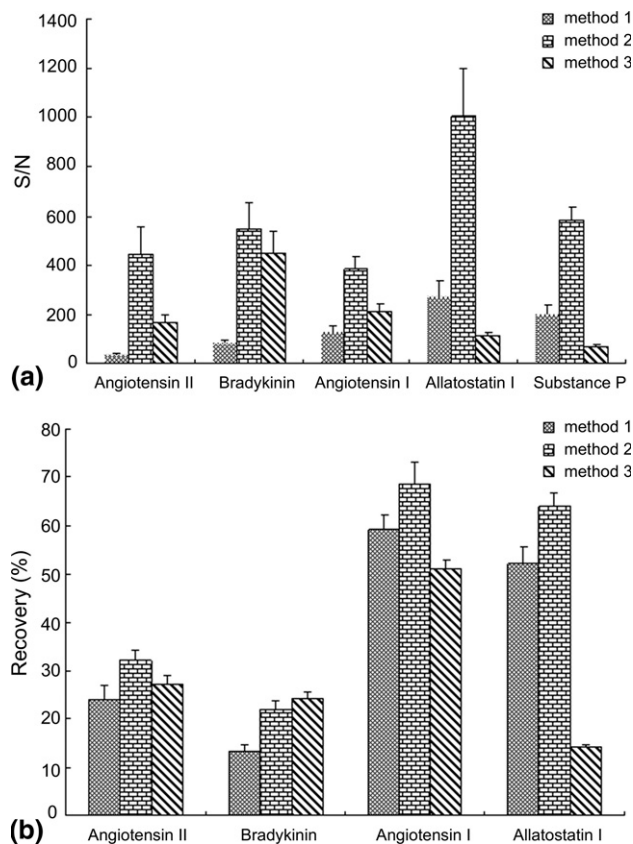 1400
1200
1000
800
600
400
200
0
S/N
method 1
method 2
method 3
(a)
Angiotensin II Bradykinin Angiotensin I Allatostatin I Substance P
80
70
60
50
40
30
20
10
0
Recovery (%)
method 1
method 2
method 3
(b)
Angiotensin II Bradykinin Angiotensin I Allatostatin I